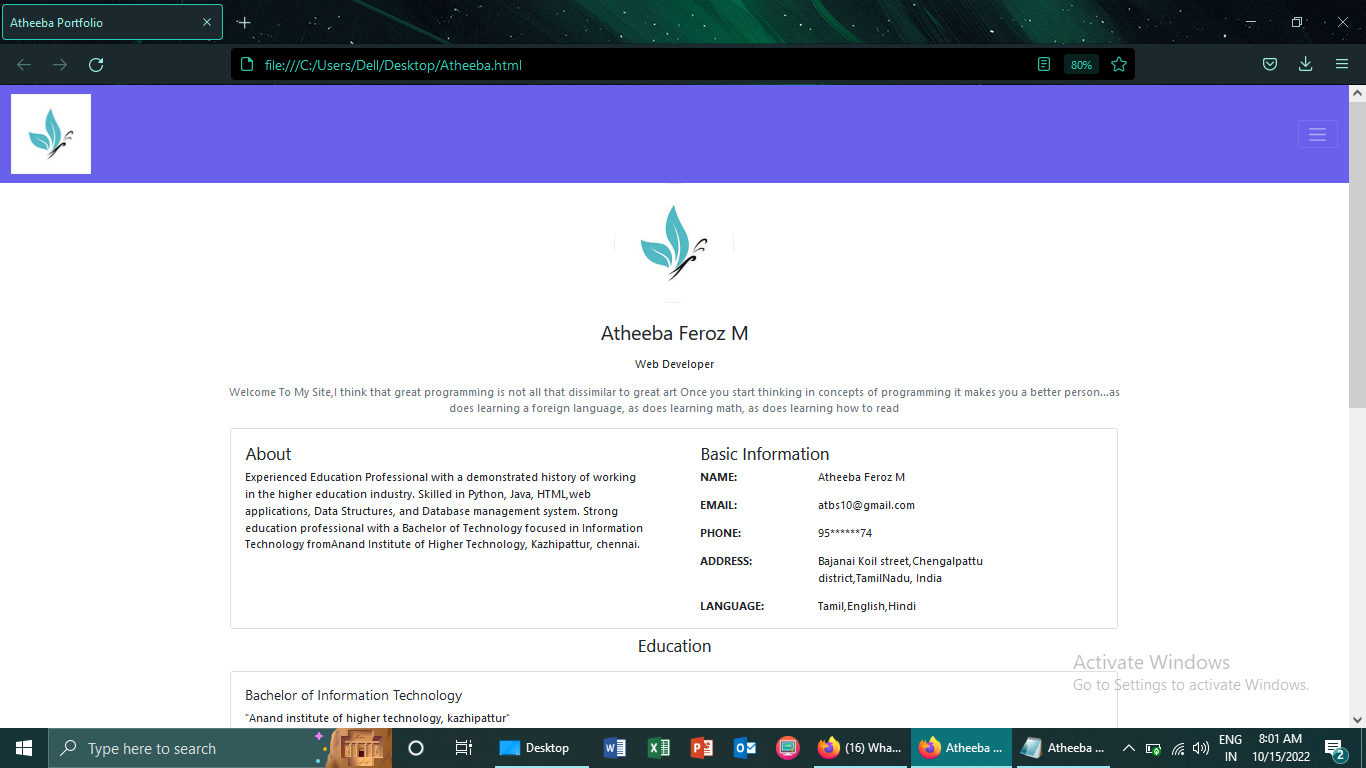 Atheeba Portfolio
file:///C:/Users/Dell/Desktop/Atheeba.html
80%
Atheeba Feroz M
Web Developer
Welcome To My Site,I think that great programming is not all that dissimilar to great art Once you start thinking in concepts of programming it makes you a better person...as
does learning a foreign language, as does learning math, as does learning how to read
About
Experienced Education Professional with a demonstrated history of working
in the higher education industry. Skilled in Python, Java, HTML,web
applications, Data Structures, and Database management system. Strong
education professional with a Bachelor of Technology focused in Information
Technology fromAnand Institute of Higher Technology, Kazhipattur, chennai.
Basic Information
NAME: Atheeba Feroz M
EMAIL: atbs10@gmail.com
PHONE: 95******74
ADDRESS: Bajanai Koil street,Chengalpattu
district,TamilNadu, India
LANGUAGE: Tamil,English,Hindi
Education
Bachelor of Information Technology
"Anand institute of higher technology, kazhipattur"
Activate Windows
Go to Settings to activate Windows.
Type here to search
Desktop
(16) Wha...
Atheeba ...
Atheeba ...
ENG
IN
8:01 AM
10/15/2022
2